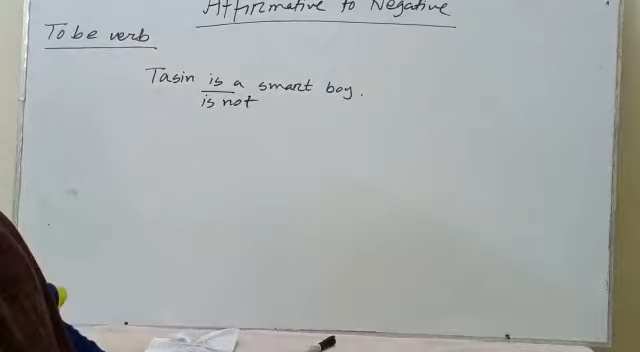 Affirmative to Negative
To be verb
Tasin is a smart boy.
is not